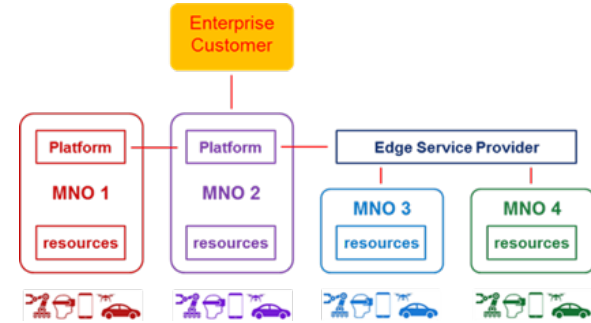 Enterprise
Customer
Platform
Platform
Edge Service Provider
MNO 1
MNO 2
MNO 3
MNO 4
resources
resources
resources
resources